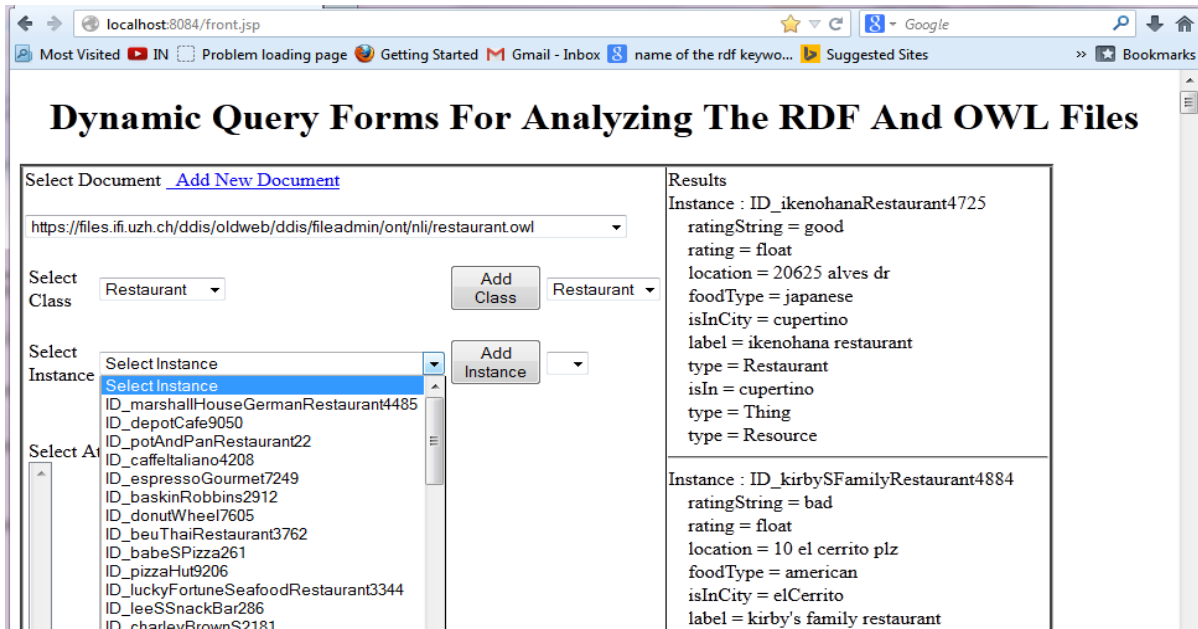 localhost:8084/front.jsp
Google
Most Visited IN Problem loading page Getting Started Gmail - Inbox name of the rdf keywo... Suggested Sites » Bookmarks
Dynamic Query Forms For Analyzing The RDF And OWL Files
Select Document Add New Document
https://files.ifi.uzh.ch/ddis/oldweb/ddis/fileadmin/ont/nli/restaurant.owl
Select Class
Restaurant
Add Class
Restaurant
Select Instance
Select Instance
Add Instance
Select Instance
ID_marshallHouseGermanRestaurant4485
ID_depotCafe9050
ID_potAndPanRestaurant22
ID_caffeItaliano4208
ID_espressoGourmet7249
ID_baskinRobbins2912
ID_donutWheel7605
ID_beuThaiRestaurant3762
ID_babeSPizza261
ID_pizzaHut9206
ID_luckyFortuneSeafoodRestaurant3344
ID_leeSSnackBar286
ID_charleyBrownS2181
Select At
Results
Instance : ID_ikenohanaRestaurant4725
ratingString = good
rating = float
location = 20625 alves dr
foodType = japanese
isInCity = cupertino
label = ikenohana restaurant
type = Restaurant
isIn = cupertino
type = Thing
type = Resource
Instance : ID_kirbySFamilyRestaurant4884
ratingString = bad
rating = float
location = 10 el cerrito plz
foodType = american
isInCity = elCerrito
label = kirby's family restaurant